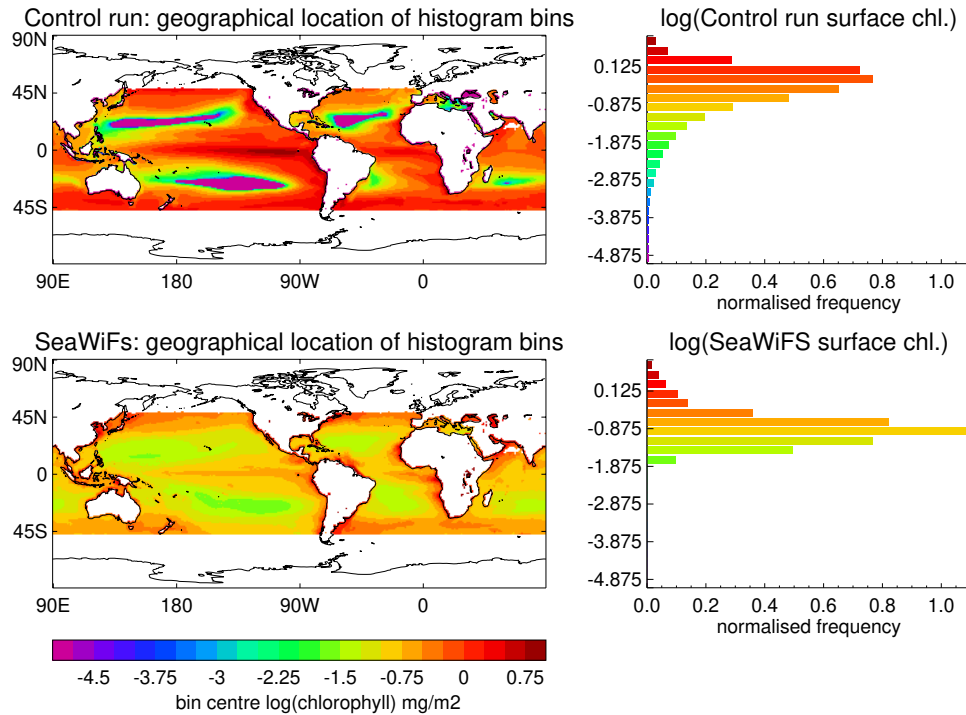 Control run: geographical location of histogram bins
90N
45N
0
45S
90E 180 90W 0
log(Control run surface chl.)
0.125
-0.875
-1.875
-2.875
-3.875
-4.875
0.0 0.2 0.4 0.6 0.8 1.0
normalised frequency
SeaWiFs: geographical location of histogram bins
90N
45N
0
45S
90E 180 90W 0
log(SeaWiFS surface chl.)
0.125
-0.875
-1.875
-2.875
-3.875
-4.875
0.0 0.2 0.4 0.6 0.8 1.0
normalised frequency
-4.5 -3.75 -3 -2.25 -1.5 -0.75 0 0.75
bin centre log(chlorophyll) mg/m2